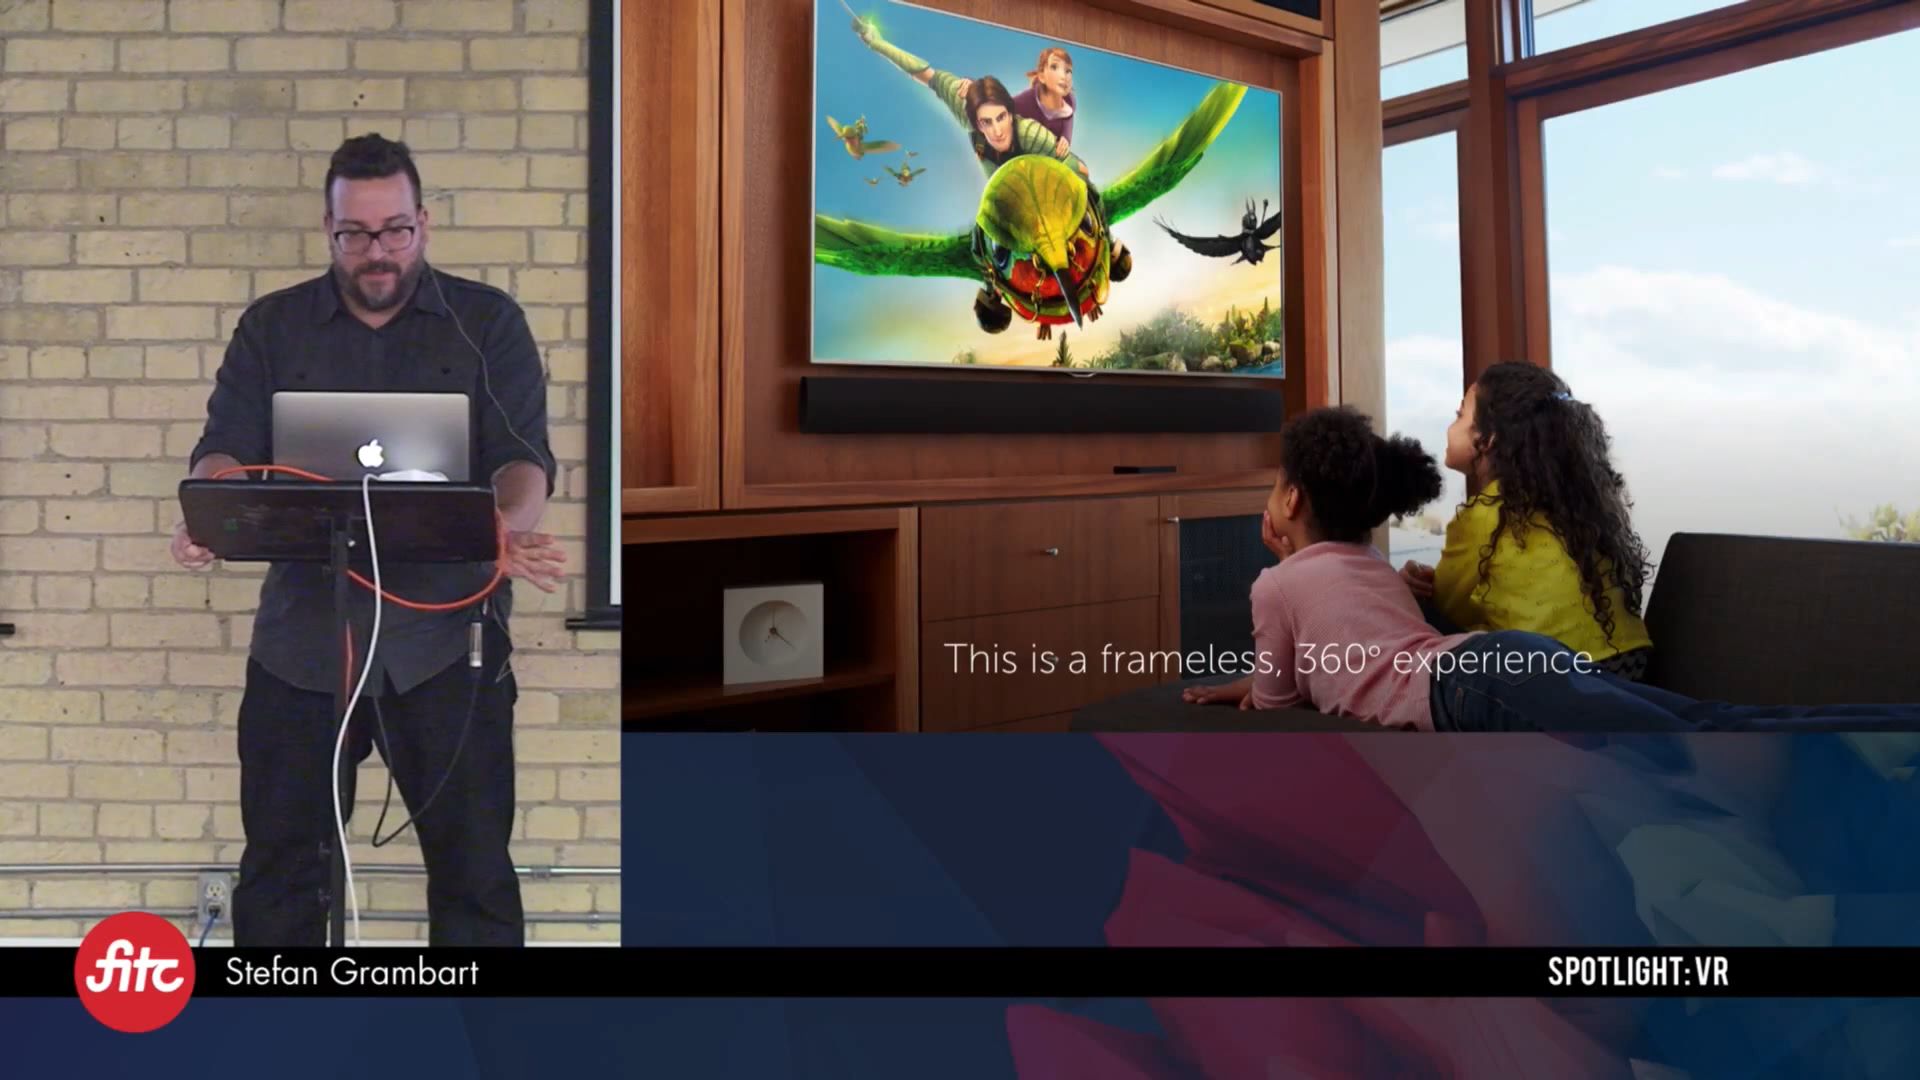 This is a frameless, 360° experience.
fitc
Stefan Grambart
SPOTLIGHT: VR